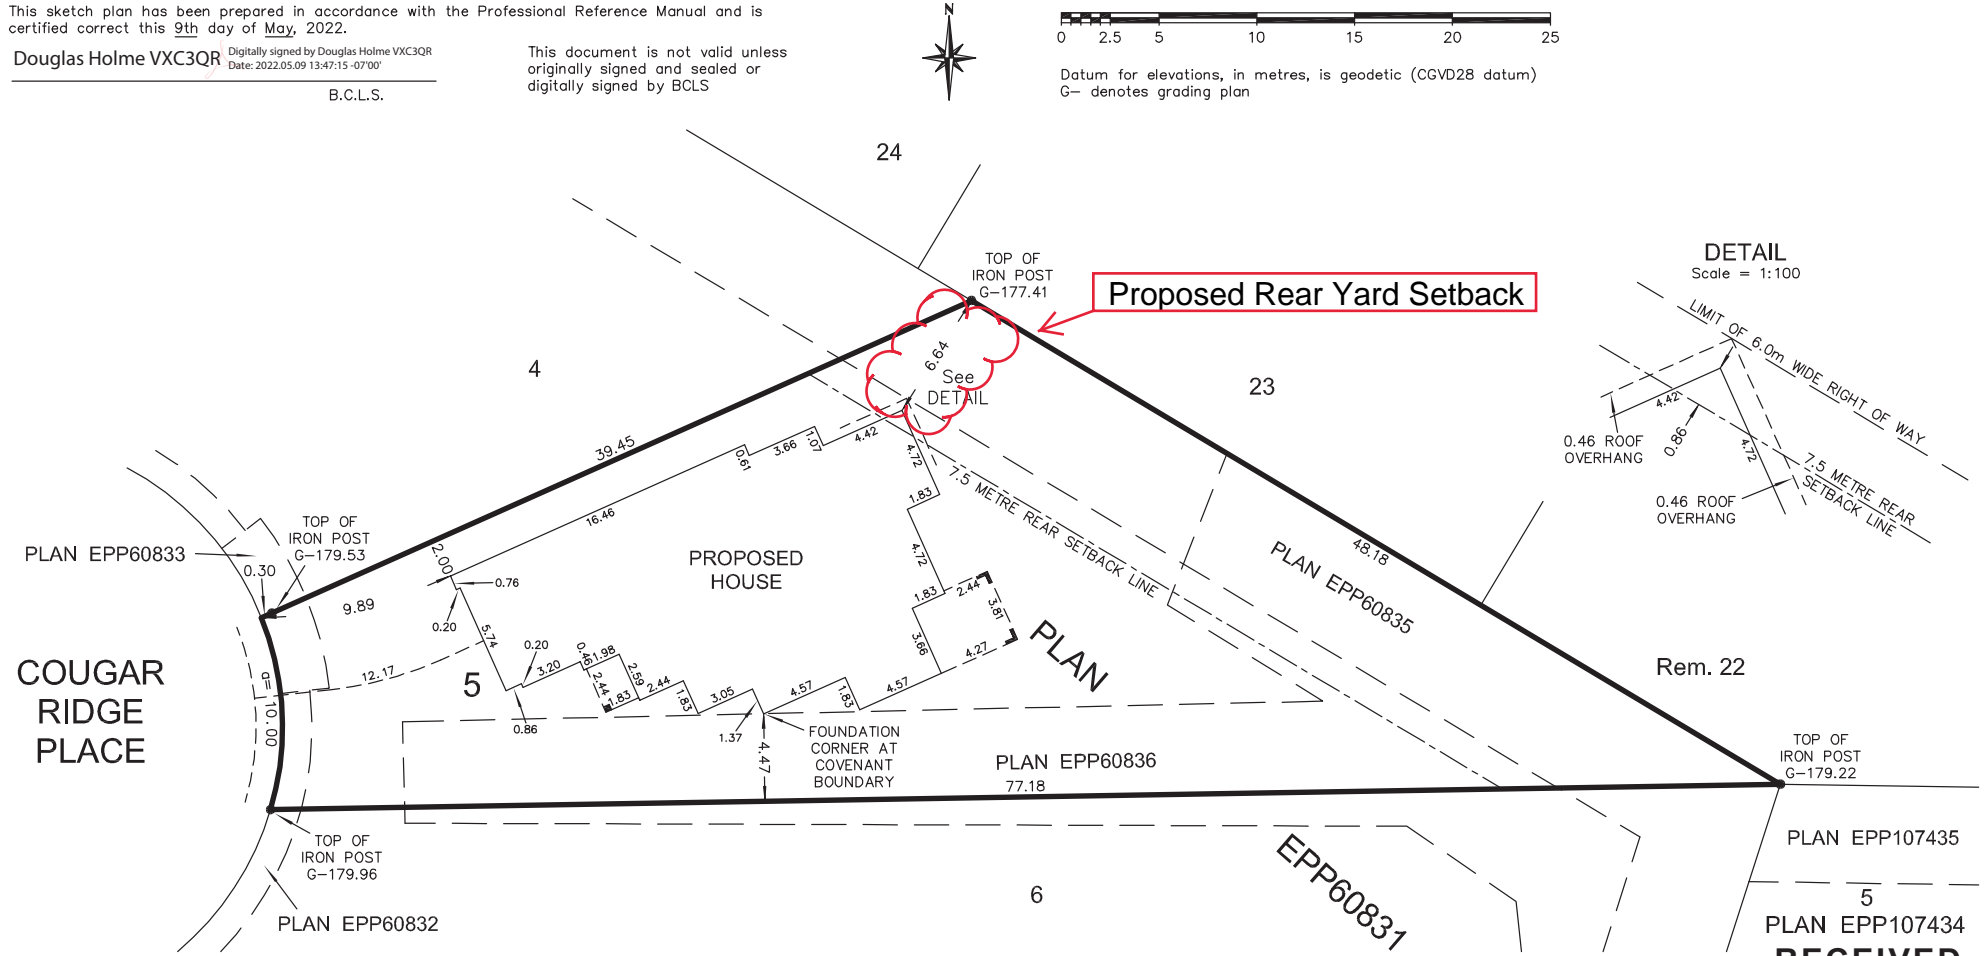 This sketch plan has been prepared in accordance with the Professional Reference Manual and is
certified correct this 9th day of May, 2022.
Douglas Holme VXC3QR
Digitally signed by Douglas Holme VXC3QR
Date: 2022.05.09 13:47:15 -07'00'
B.C.L.S.
This document is not valid unless
originally signed and sealed or
digitally signed by BCLS
N
0 2.5 5 10 15 20 25
Datum for elevations, in metres, is geodetic (CGVD28 datum)
G- denotes grading plan
24
TOP OF
IRON POST
G-177.41
Proposed Rear Yard Setback
DETAIL
Scale = 1:100
LIMIT OF 6.0m WIDE RIGHT OF WAY
4.42
0.86
4.72
0.46 ROOF
OVERHANG
0.46 ROOF
OVERHANG
7.5 METRE REAR
SETBACK LINE
4
6.64
See
DETAIL
23
39.45
0.61
3.66
1.07
4.42
4.72
1.83
7.5 METRE REAR SETBACK LINE
16.46
PROPOSED
HOUSE
4.72
1.83
2.44
3.81
3.66
4.27
48.18
PLAN EPP60835
TOP OF
IRON POST
G-179.53
PLAN EPP60833
0.30
2.00
0.76
9.89
0.20
5.74
0.20
3.20
0.46
1.98
2.59
2.44
1.83
2.44
1.83
3.05
4.57
1.83
4.57
12.17
5
0.86
1.37
PLAN
Rem. 22
COUGAR
RIDGE
PLACE
a= 10.00
4.47
FOUNDATION
CORNER AT
COVENANT
BOUNDARY
PLAN EPP60836
77.18
TOP OF
IRON POST
G-179.22
TOP OF
IRON POST
G-179.96
PLAN EPP60832
6
EPP60831
PLAN EPP107435
5
PLAN EPP107434
RECEIVED